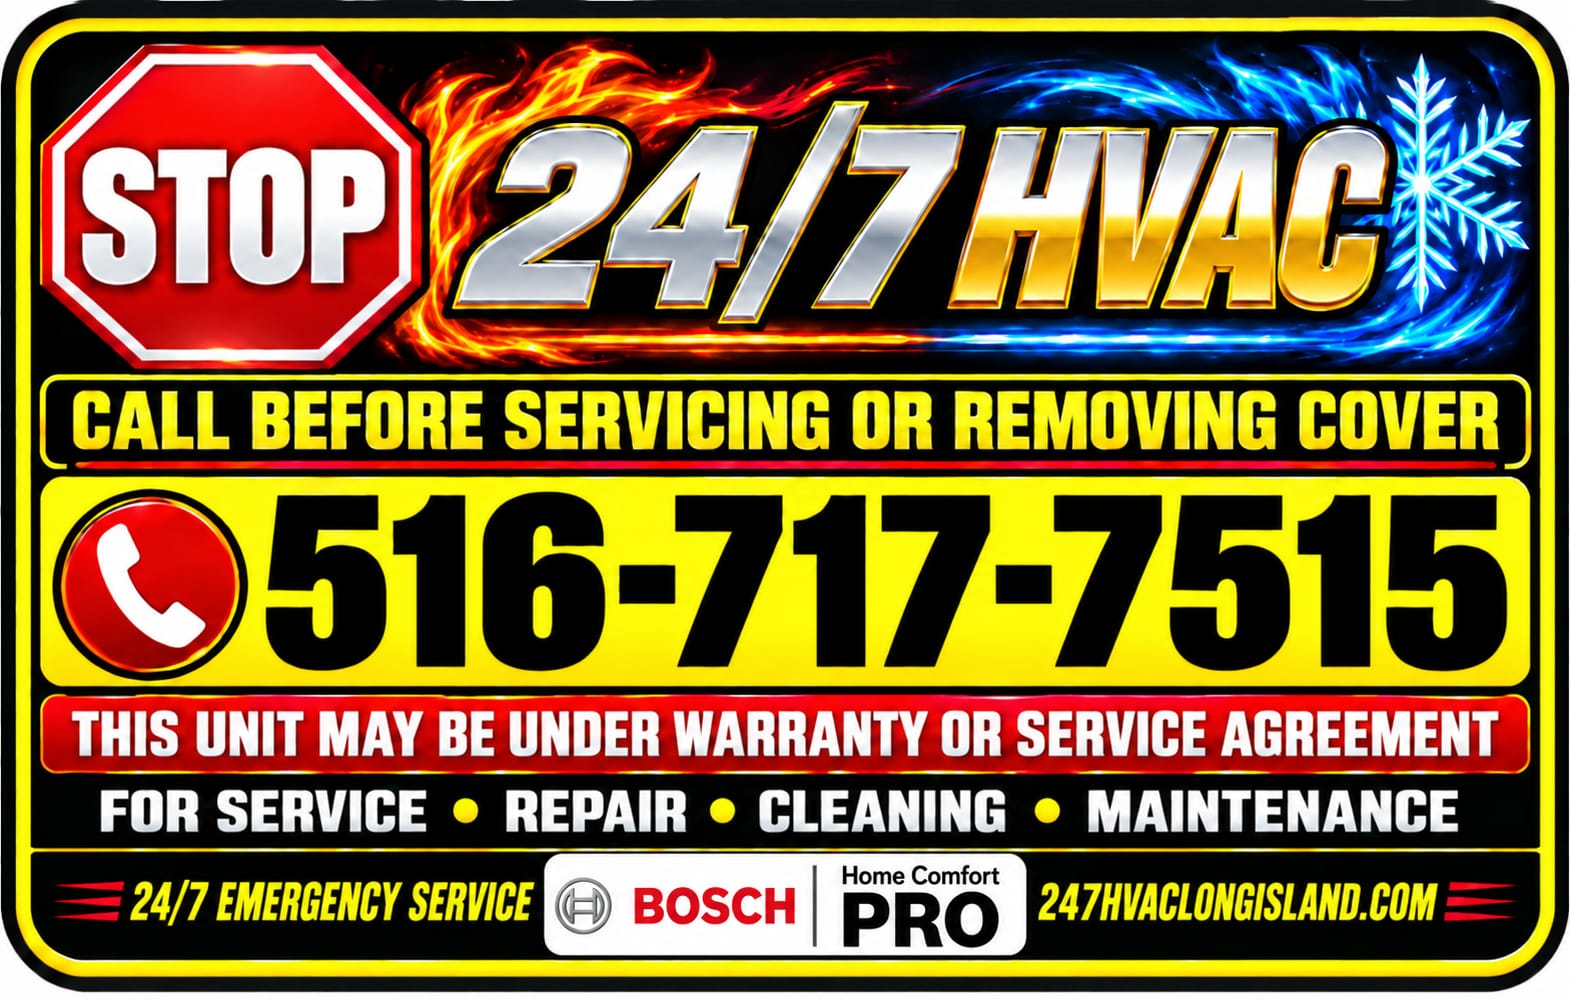 STOP
24/7 HVAC
CALL BEFORE SERVICING OR REMOVING COVER
516-717-7515
THIS UNIT MAY BE UNDER WARRANTY OR SERVICE AGREEMENT
FOR SERVICE • REPAIR • CLEANING • MAINTENANCE
24/7 EMERGENCY SERVICE
BOSCH
Home Comfort
PRO
247HVACLONGISLAND.COM